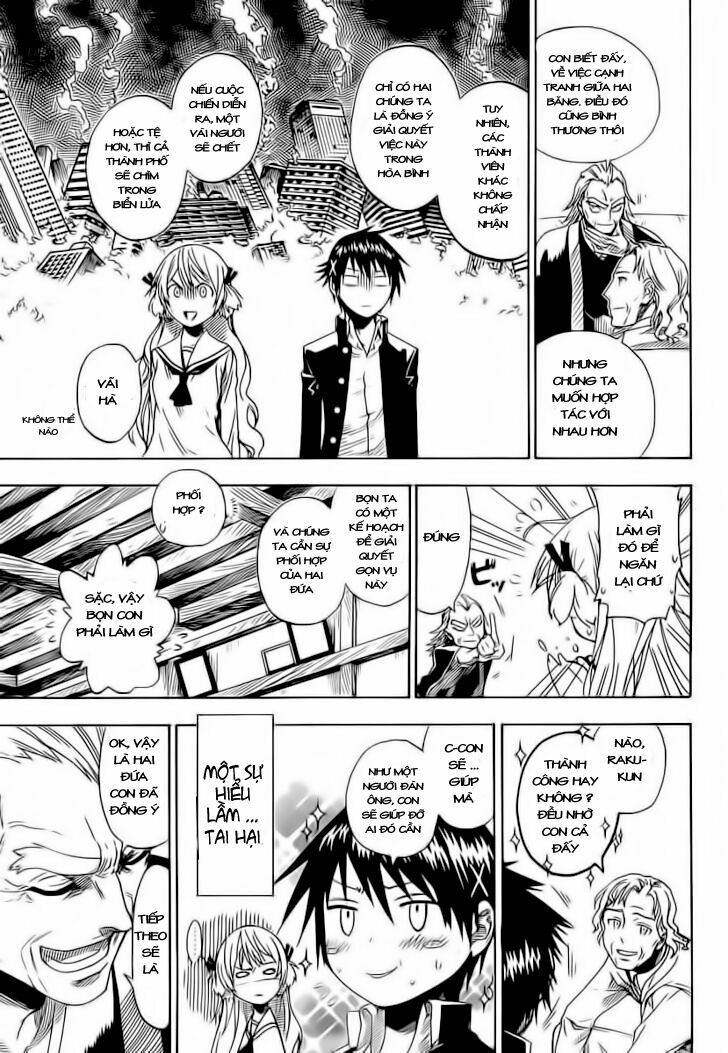 CON BIẾT ĐẤY,
VỀ VIỆC CẠNH
TRANH GIỮA HAI
BĂNG, ĐIỀU ĐÓ
CŨNG BÌNH
THƯƠNG THÔI
NHƯNG
CHÚNG TA
MUỐN HỢP
TÁC VỚI
NHAU HƠN
TUY
NHIÊN,
CÁC
THÀNH
VIÊN
KHÁC
KHÔNG
CHẤP
NHẬN
CHỈ CÓ HAI
CHÚNG TA
LÁ ĐỒNG Ý
GIẢI QUYẾT
VIỆC NÀY
TRONG
HÒA BÌNH
NẾU CUỘC
CHIẾN DIỄN
RA, MỘT
VÀI NGƯỜI
SẼ CHẾT
HOẶC TỆ
HƠN, THÌ CẢ
THÀNH PHỐ
SẼ CHÌM
TRONG
BIỂN LỬA
VÃI
HÀ
KHÔNG THỂ
NÀO
PHẢI
LÀM GÌ
ĐÓ ĐỂ
NGĂN
LẠI CHỨ
ĐÚNG
ビッ
BỌN TA
CÓ MỘT
KẾ HOẠCH
ĐỂ GIẢI
QUYẾT
GỌN VỤ
NÀY
VÀ CHÚNG
TA CẦN SỰ
PHỐI HỢP
CỦA HAI
ĐỨA
PHỐI
HỢP ?
SẶC, VẬY
BỌN CON
PHẢI LÀM GÌ
NÀO,
RAKU-
KUN
THÀNH
CÔNG HAY
KHÔNG ?
ĐỀU NHỜ
CON CẢ
ĐẤY
C-CON
SẼ ...
GIÚP
MÀ
NHƯ MỘT
NGƯỜI ĐÀN
ÔNG, CON
SẼ GIÚP ĐỠ
AI ĐÓ CẦN
MỘT SỰ
HIỂU
LẦM ...
TAI HẠI
OK, VẬY
LÀ HAI
ĐỨA
CON ĐÃ
ĐỒNG Ý
TIẾP
THEO SẼ
LÀ